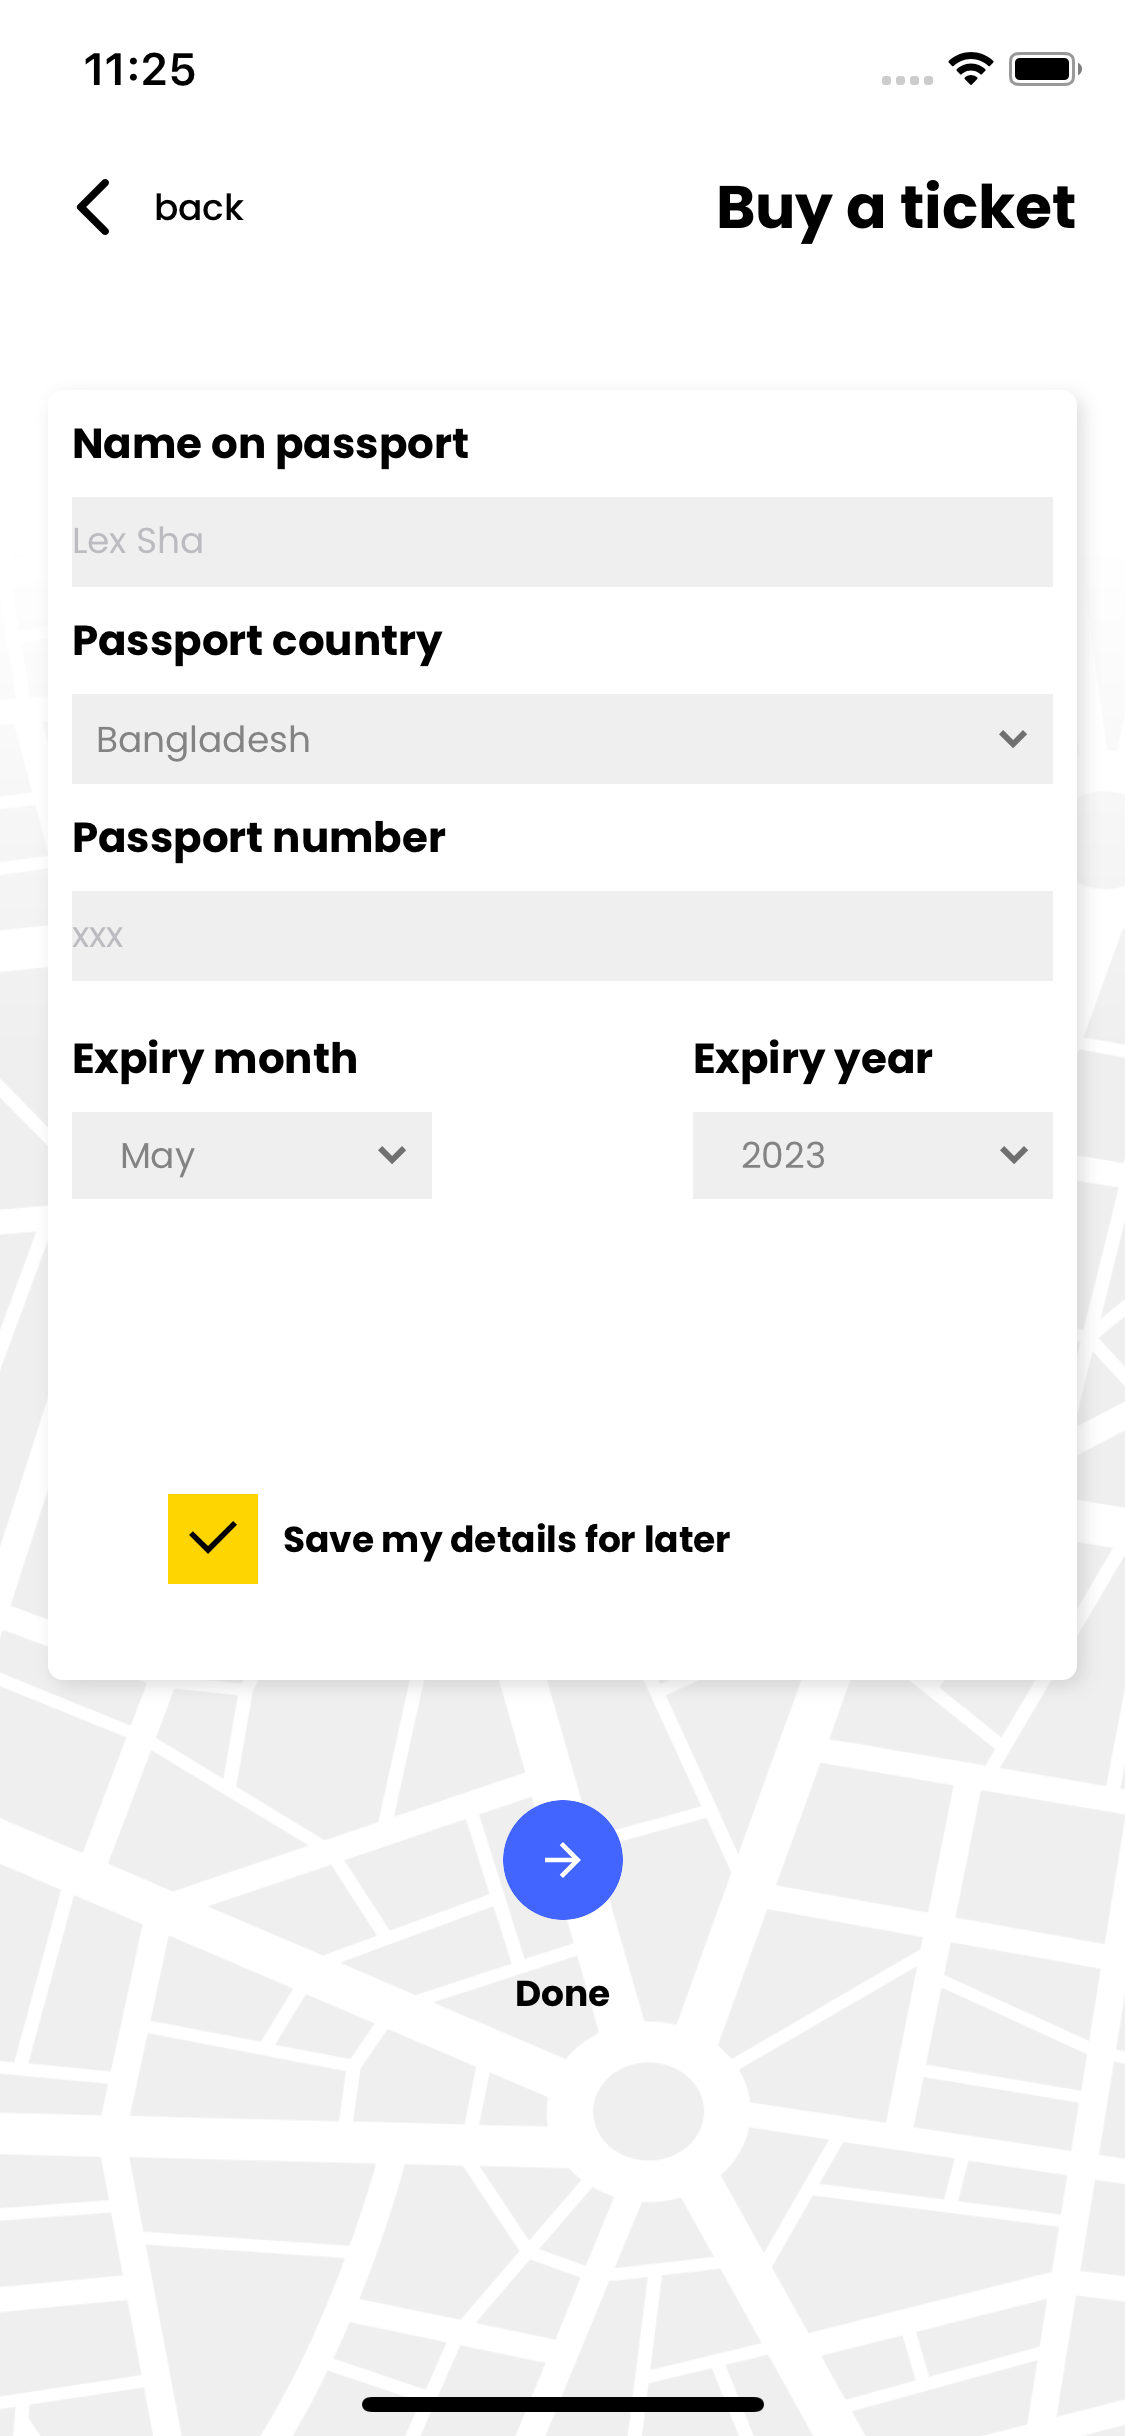 11:25
back
Buy a ticket
Name on passport
Lex Sha
Passport country
Bangladesh
Passport number
xxx
Expiry month
Expiry year
May
2023
Save my details for later
Done